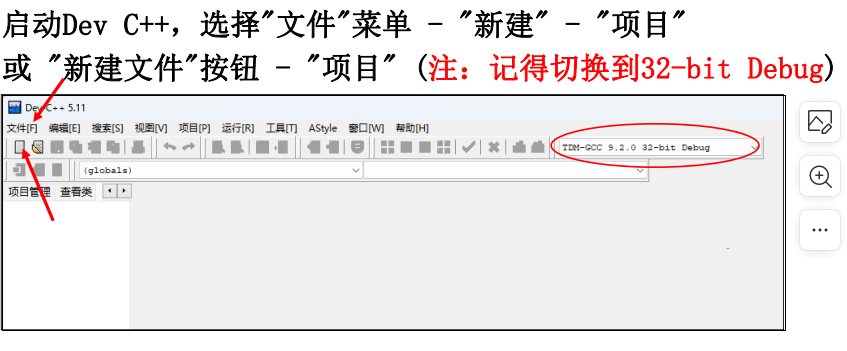 启动Dev C++，选择"文件"菜单 - "新建" - "项目"
或 "新建文件"按钮 - "项目" (注：记得切换到32-bit Debug)
Dev-C++ 5.11
文件[F] 编辑[E] 搜索[S] 视图[V] 项目[P] 运行[R] 工具[T] AStyle 窗口[W] 帮助[H]
TDM-GCC 9.2.0 32-bit Debug
(globals)
项目管理 查看类